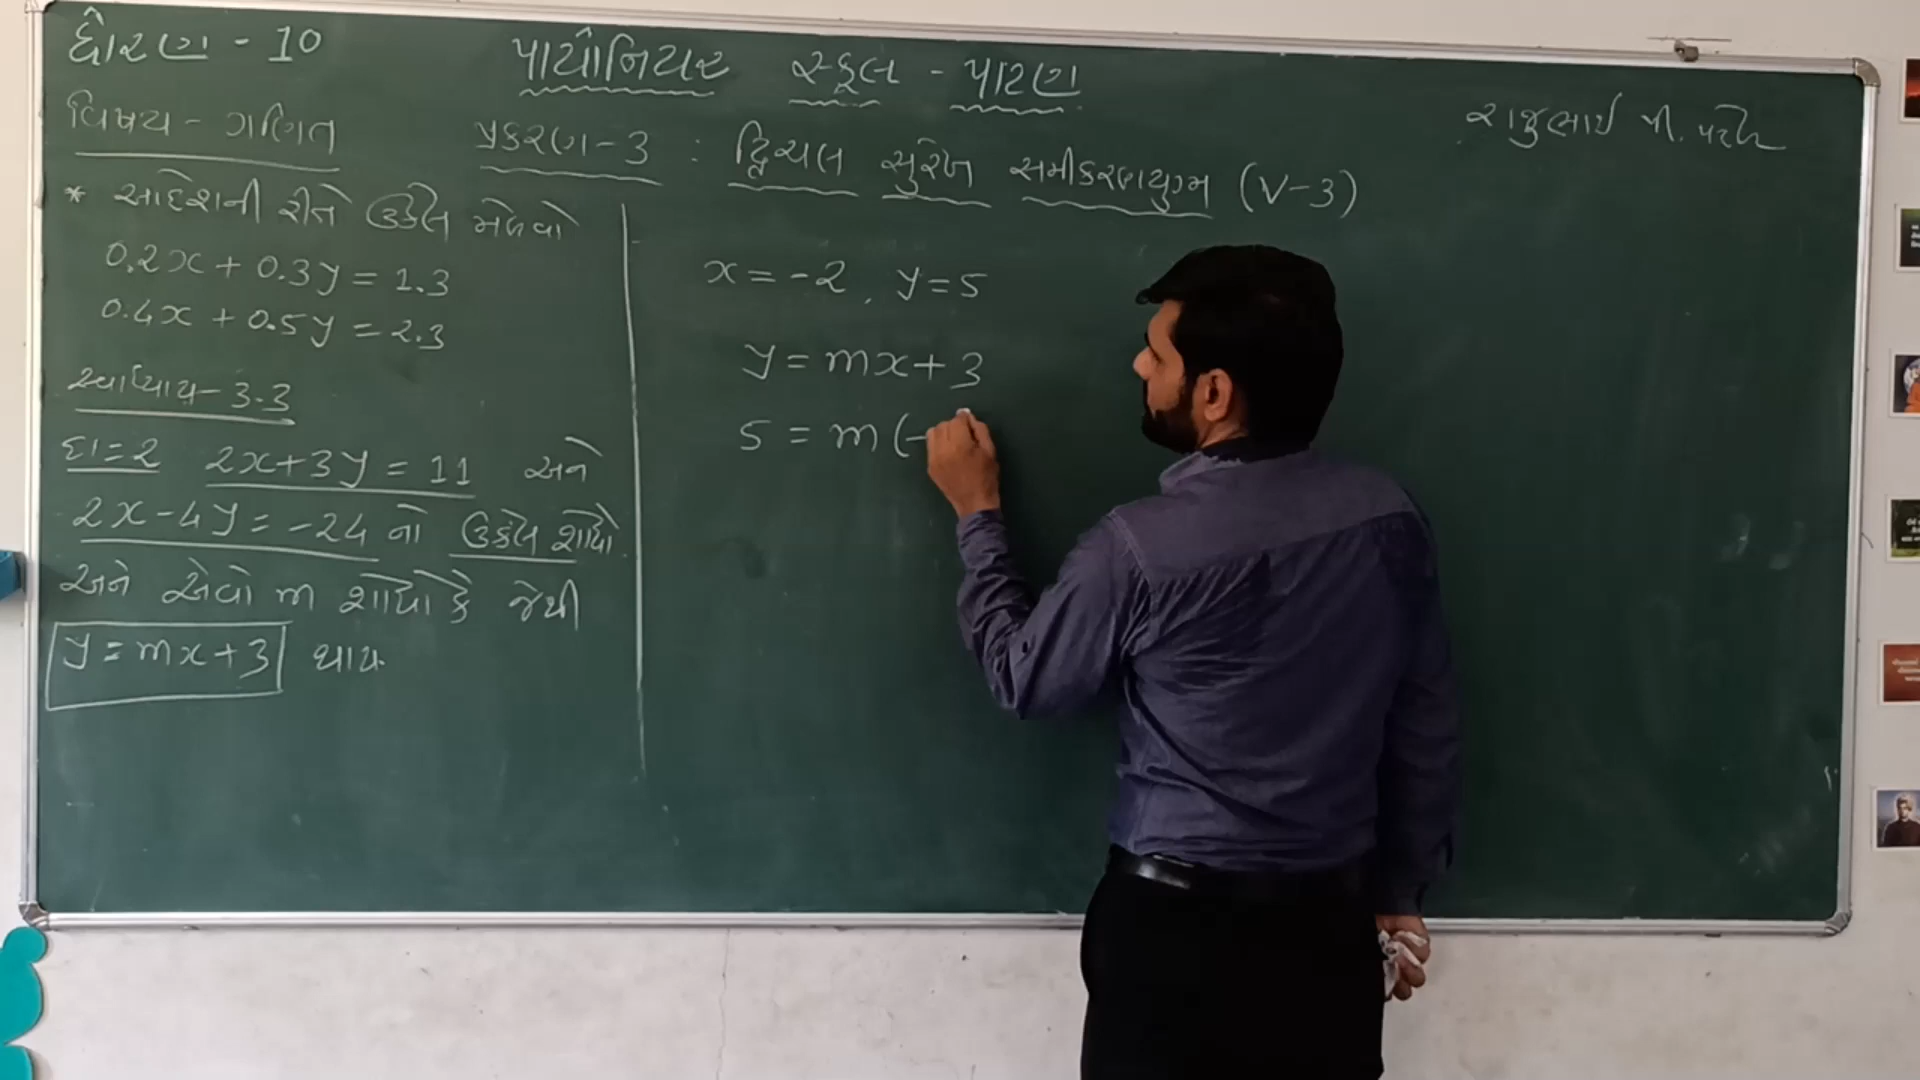 ધોરણ - 10
પાયોનિયર સ્કૂલ - પાટણ
રાજુભાઈ પી. પટેલ
વિષય - ગણિત
પ્રકરણ-3 : દ્વિચલ સુરેખ સમીકરણયુગ્મ (V-3)
* આદેશની રીતે ઉકેલ મેળવો
0.2x + 0.3y = 1.3
0.4x + 0.5y = 2.3
સ્વાધ્યાય - 3.3
દા=2 2x+3y = 11 અને
2x-4y = -24 નો ઉકેલ શોધો
અને એવો m શોધો કે જેથી
y = mx+3 થાય.
x = -2, y = 5
y = mx+3
5 = m(-